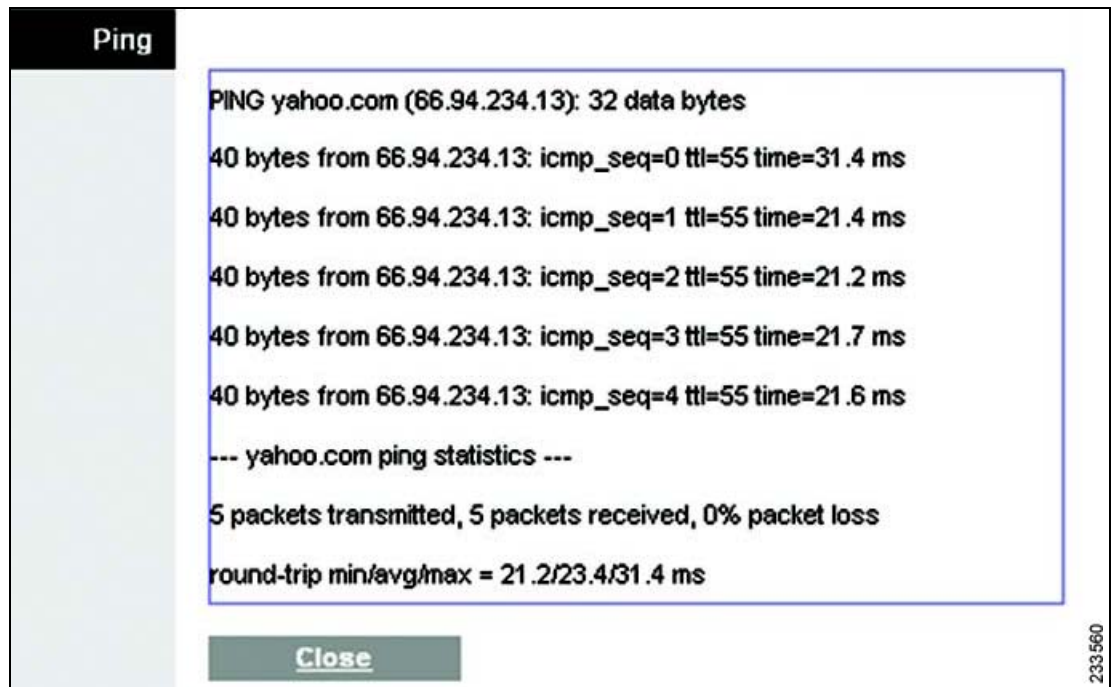 Ping
PING yahoo.com (66.94.234.13): 32 data bytes
40 bytes from 66.94.234.13: icmp_seq=0 ttl=55 time=31.4 ms
40 bytes from 66.94.234.13: icmp_seq=1 ttl=55 time=21.4 ms
40 bytes from 66.94.234.13: icmp_seq=2 ttl=55 time=21.2 ms
40 bytes from 66.94.234.13: icmp_seq=3 ttl=55 time=21.7 ms
40 bytes from 66.94.234.13: icmp_seq=4 ttl=55 time=21.6 ms
--- yahoo.com ping statistics ---
5 packets transmitted, 5 packets received, 0% packet loss
round-trip min/avg/max = 21.2/23.4/31.4 ms
Close
233560